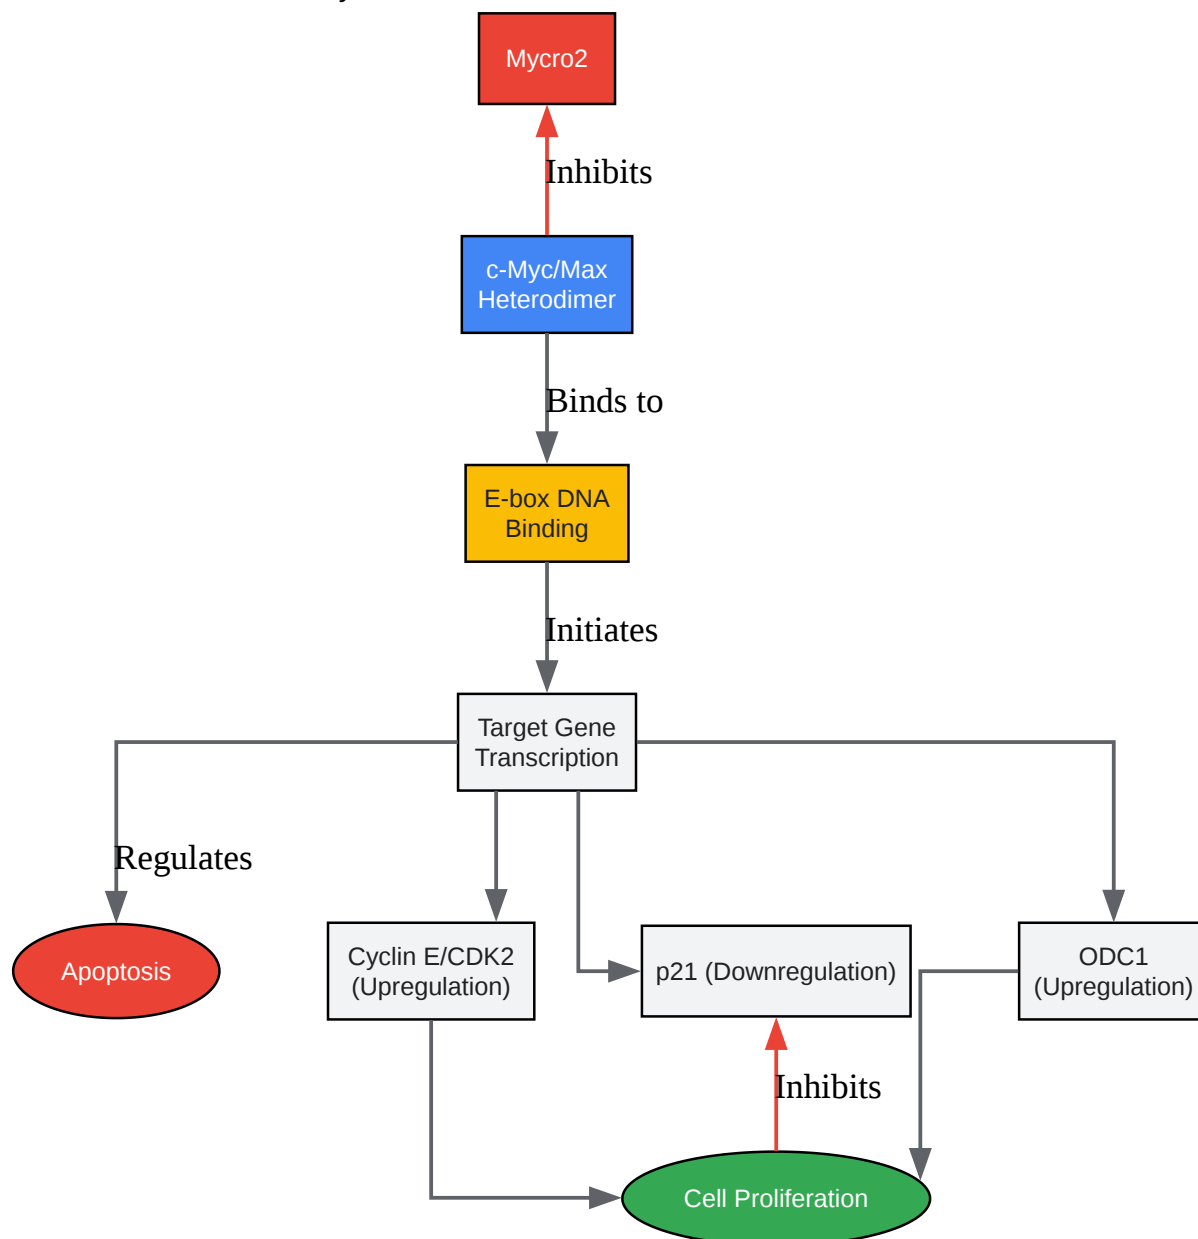 Mycro2
Inhibits
c-Myc/Max
Heterodimer
Binds to
E-box DNA
Binding
Initiates
Target Gene
Transcription
Regulates
Apoptosis
Cyclin E/CDK2
(Upregulation)
p21 (Downregulation)
ODC1
(Upregulation)
Inhibits
Cell Proliferation